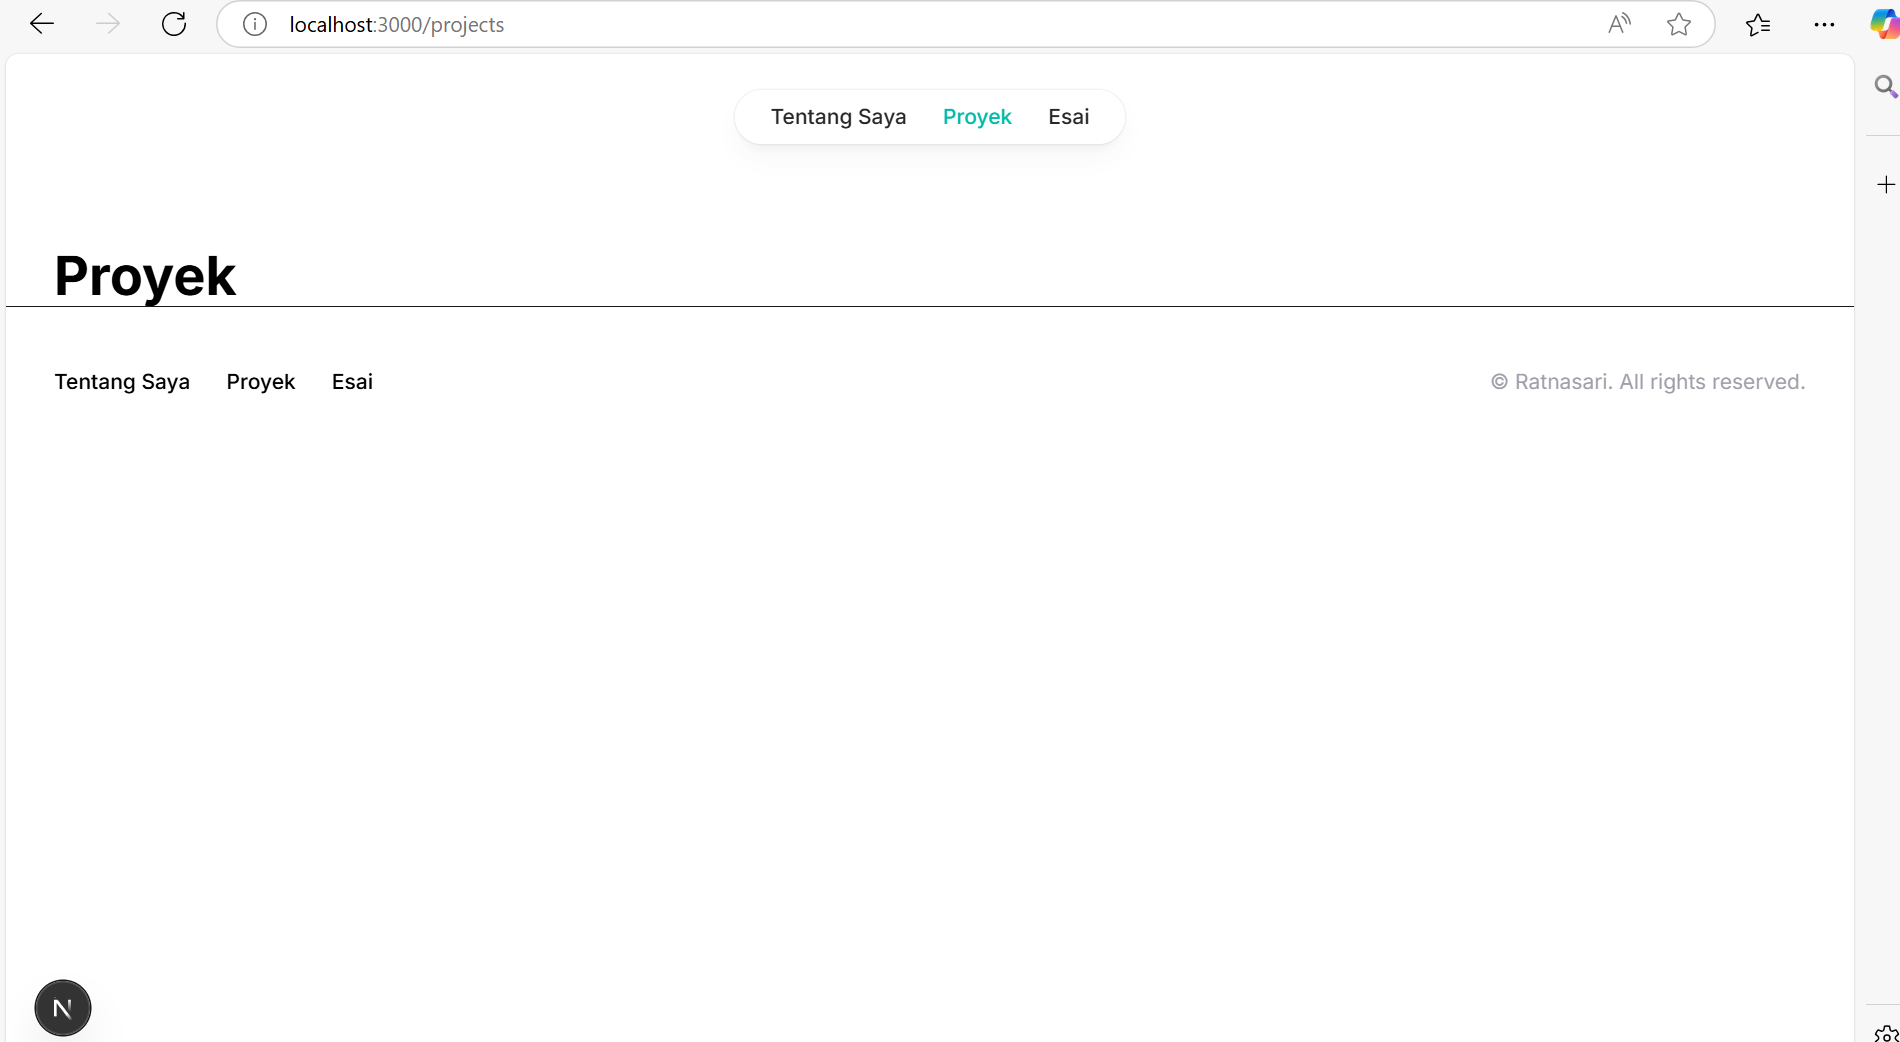 localhost:3000/projects
Tentang Saya Proyek Esai
Proyek
Tentang Saya Proyek Esai © Ratnasari. All rights reserved.
N